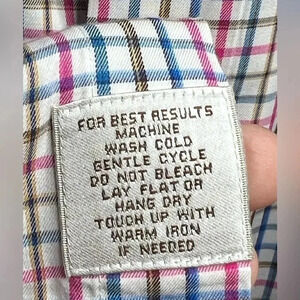 FOR BEST RESULTS
MACHINE
WASH COLD
GENTLE CYCLE
DO NOT BLEACH
LAY FLAT OR
HANG DRY
TOUCH UP WITH
WARM IRON
IF NEEDED